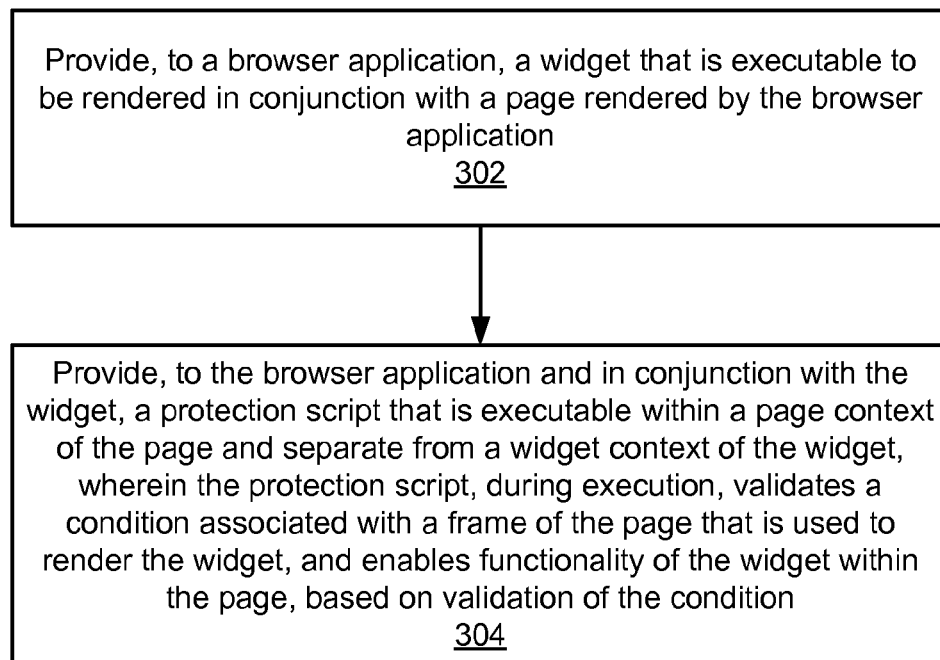 Provide, to a browser application, a widget that is executable to
be rendered in conjunction with a page rendered by the browser
application
302
Provide, to the browser application and in conjunction with the
widget, a protection script that is executable within a page context
of the page and separate from a widget context of the widget,
wherein the protection script, during execution, validates a
condition associated with a frame of the page that is used to
render the widget, and enables functionality of the widget within
the page, based on validation of the condition
304